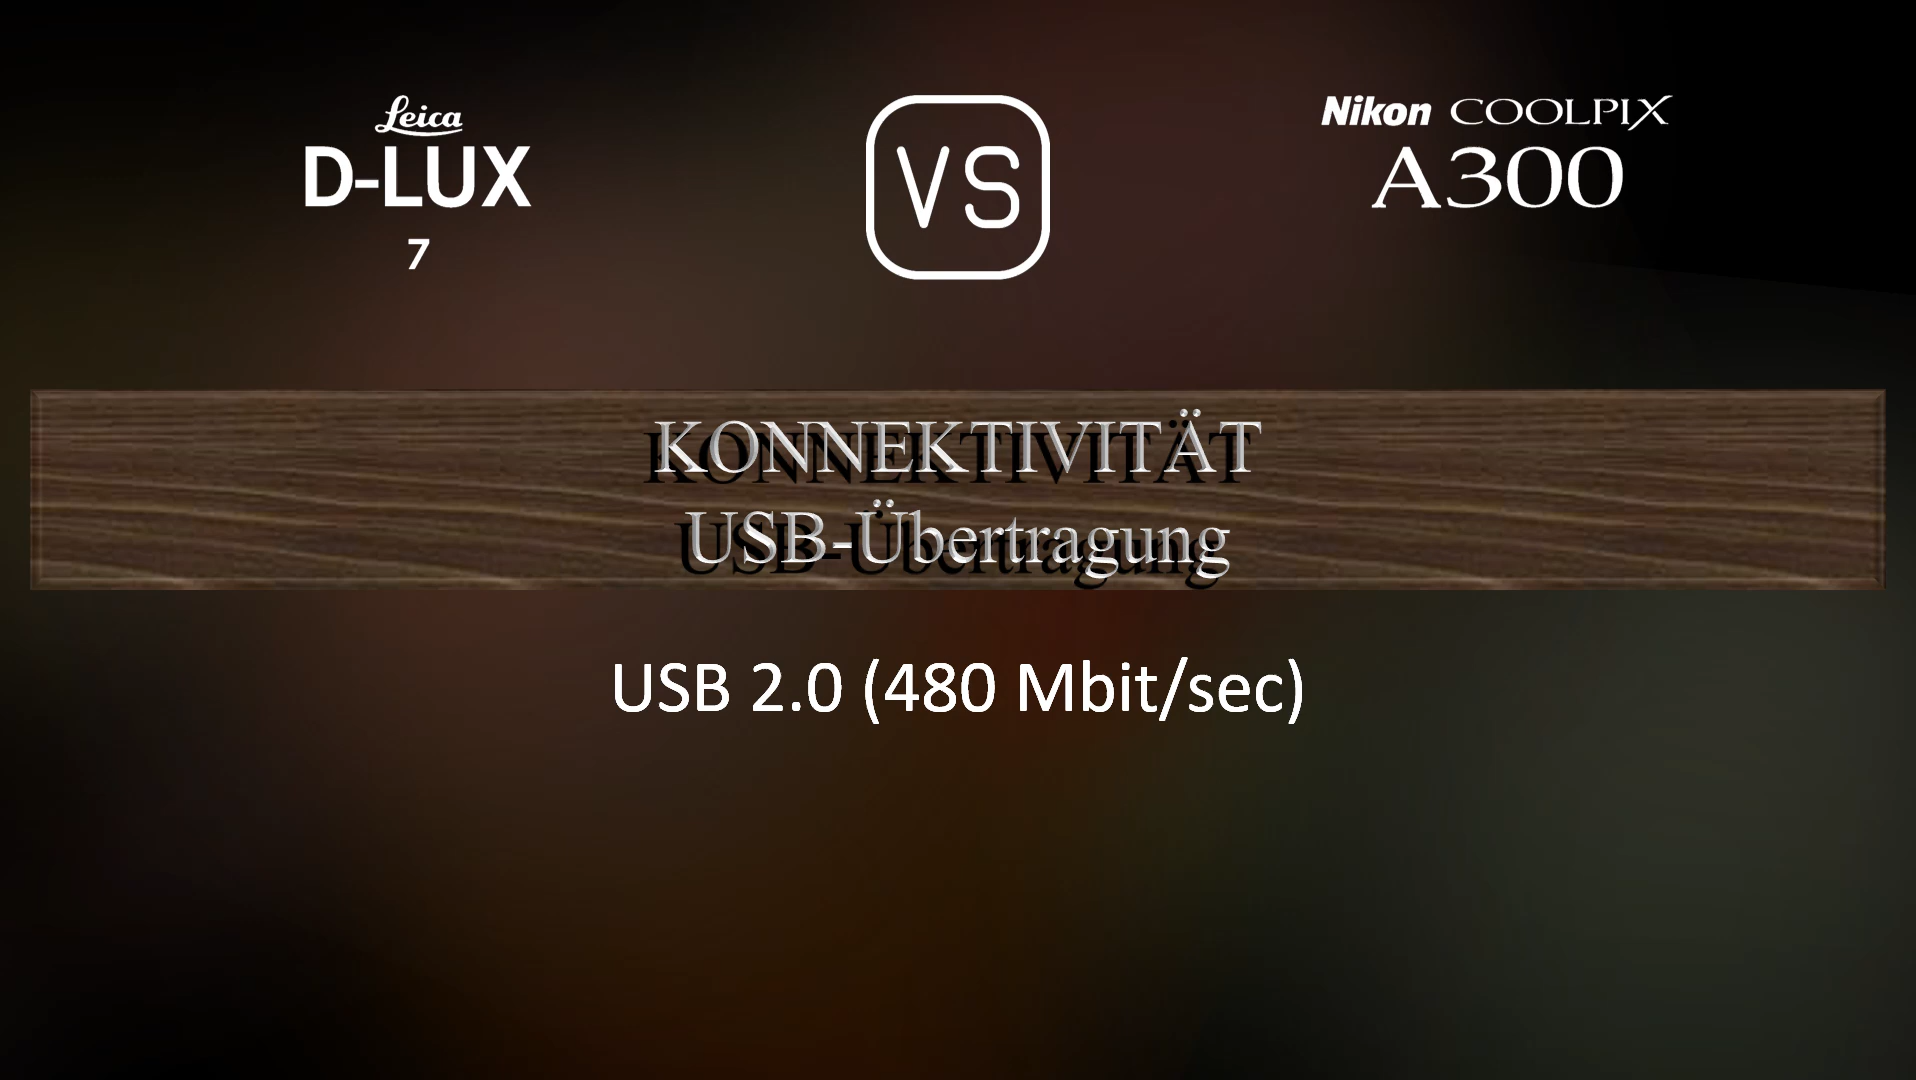 Leica
D-LUX
7
VS
Nikon COOLPIX
A300
KONNEKTIVITÄT
USB-Übertragung
USB 2.0 (480 Mbit/sec)